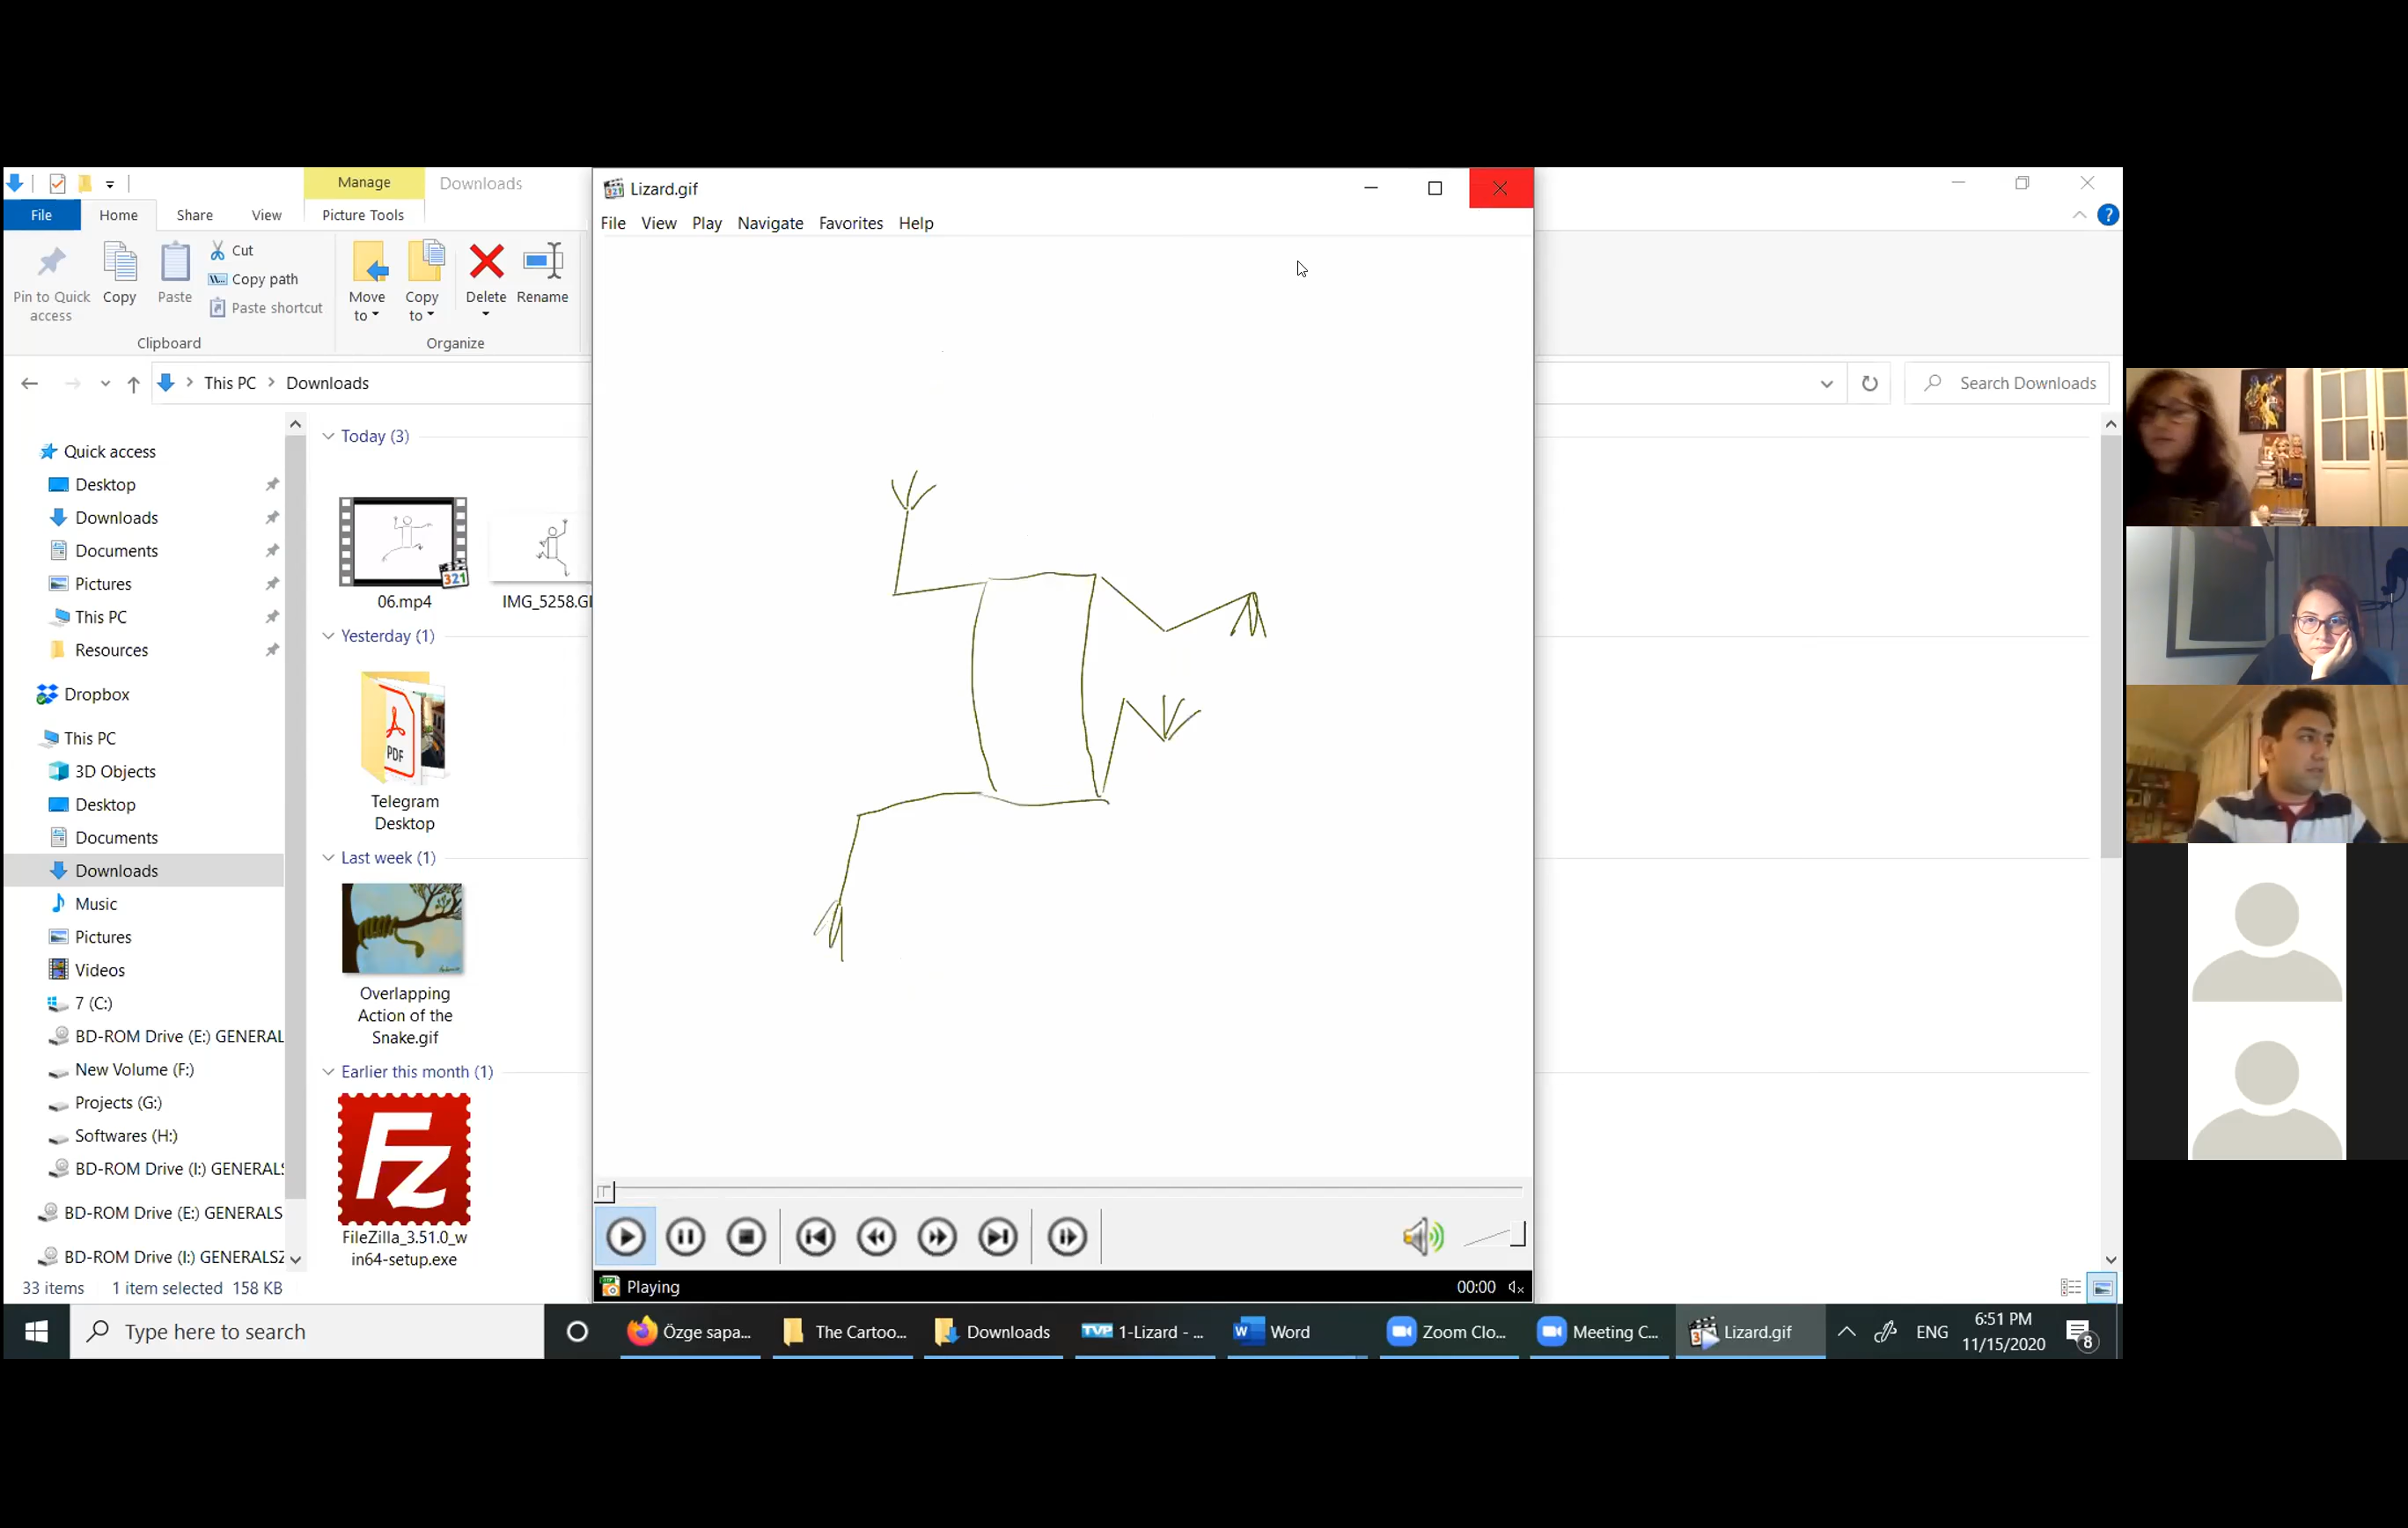 Manage
Downloads
File
Home
Share
View
Picture Tools
Pin to Quick
access
Copy
Paste
Cut
Copy path
Paste shortcut
Clipboard
Move
to
Copy
to
Delete
Rename
Organize
This PC
Downloads
Search Downloads
Quick access
Desktop
Downloads
Documents
Pictures
This PC
Resources
Dropbox
This PC
3D Objects
Desktop
Documents
Downloads
Music
Pictures
Videos
7 (C:)
BD-ROM Drive (E:) GENERAL
New Volume (F:)
Projects (G:)
Softwares (H:)
BD-ROM Drive (I:) GENERALS
BD-ROM Drive (E:) GENERALS
BD-ROM Drive (I:) GENERALSZ
33 items
1 item selected 158 KB
Today (3)
321
06.mp4
IMG_5258.GI
Yesterday (1)
PDF
Telegram
Desktop
Last week (1)
Overlapping
Action of the
Snake.gif
Earlier this month (1)
Fz
FileZilla_3.51.0_w
in64-setup.exe
321
Lizard.gif
File
View
Play
Navigate
Favorites
Help
Playing
00:00
Type here to search
Özge sapa...
The Cartoo...
Downloads
TVP
1-Lizard - ...
Word
Zoom Clo...
Meeting C...
Lizard.gif
ENG
6:51 PM
11/15/2020
8